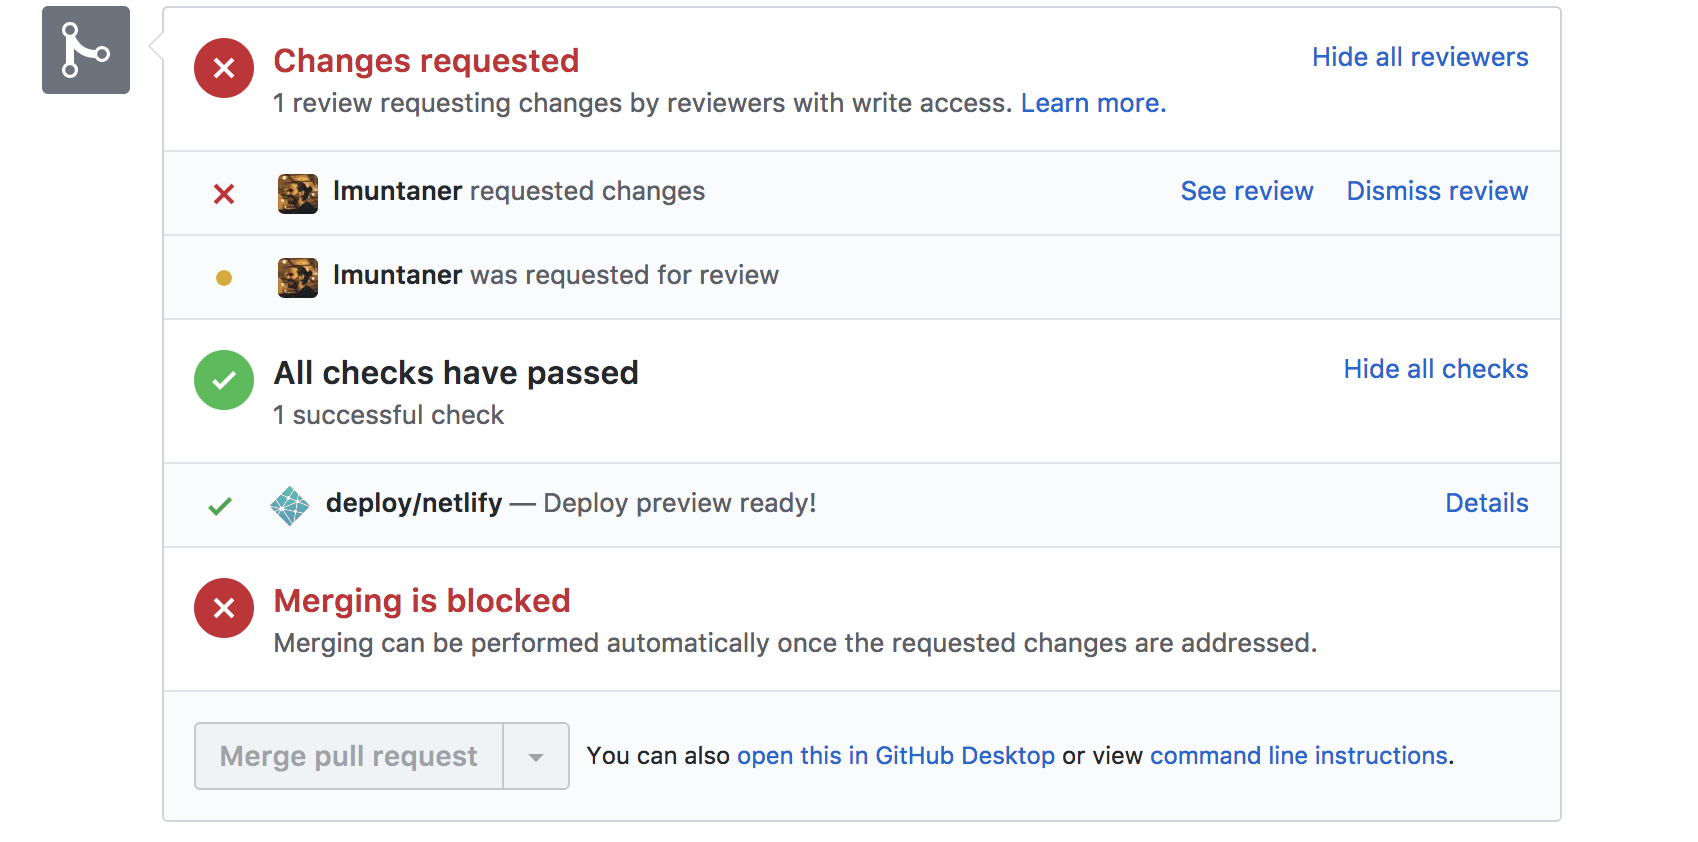 Changes requested
Hide all reviewers
1 review requesting changes by reviewers with write access. Learn more.
lmuntaner requested changes
See review
Dismiss review
lmuntaner was requested for review
All checks have passed
Hide all checks
1 successful check
deploy/netlify — Deploy preview ready!
Details
Merging is blocked
Merging can be performed automatically once the requested changes are addressed.
Merge pull request
You can also open this in GitHub Desktop or view command line instructions.